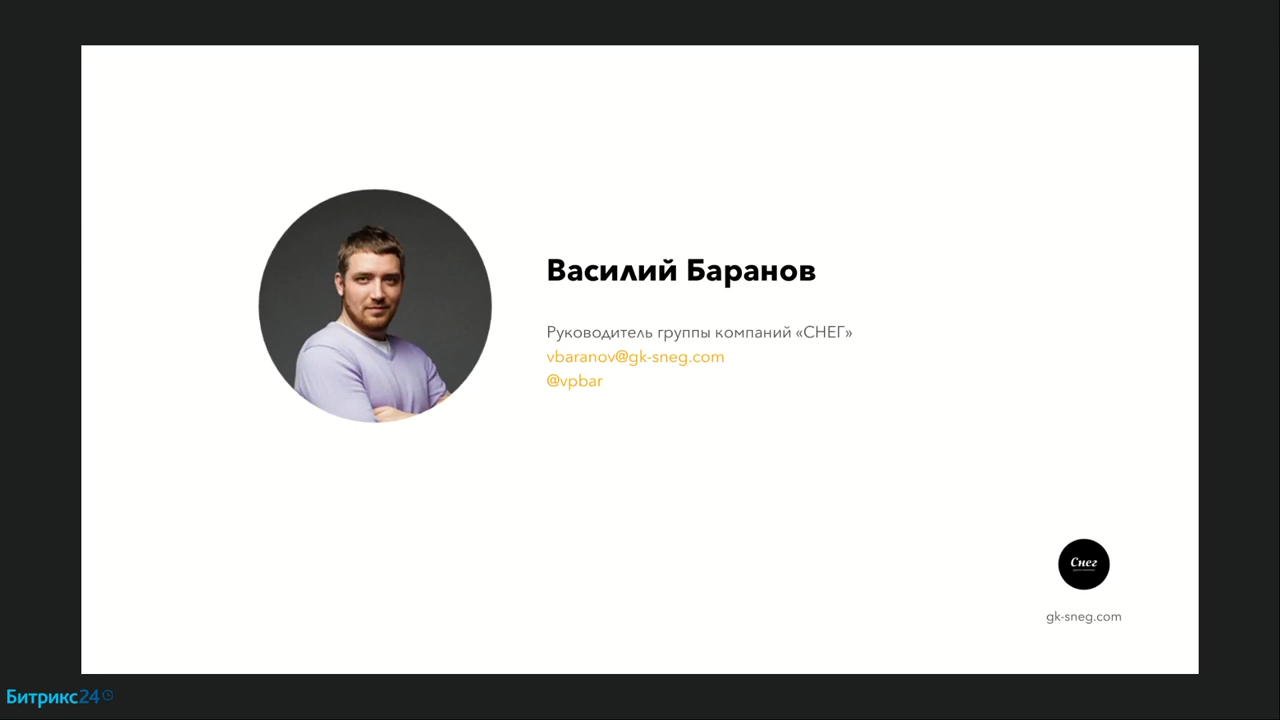 Василий Баранов
Руководитель группы компаний «СНЕГ»
vbaranov@gk-sneg.com
@vpbar
Снег
gk-sneg.com
Битрикс24